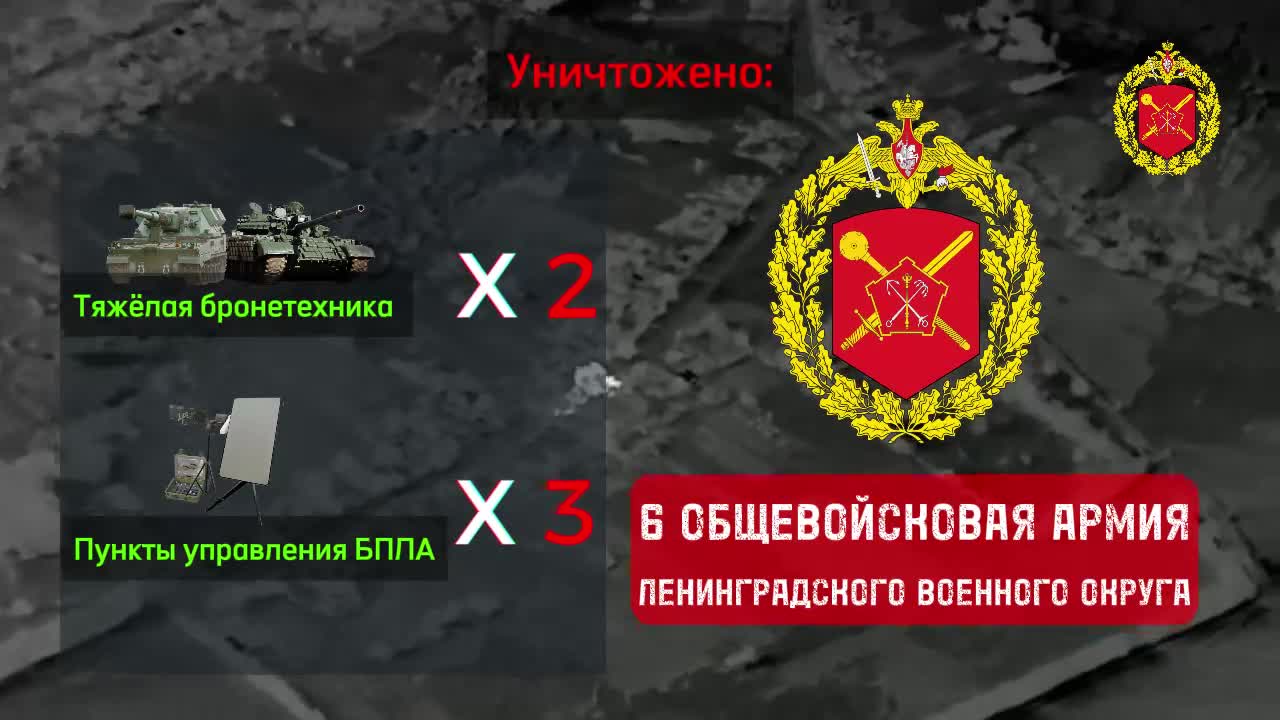 Уничтожено:
Тяжёлая бронетехника
X 2
Пункты управления БПЛА
X 3
6 ОБЩЕВОЙСКОВАЯ АРМИЯ
ЛЕНИНГРАДСКОГО ВОЕННОГО ОКРУГА